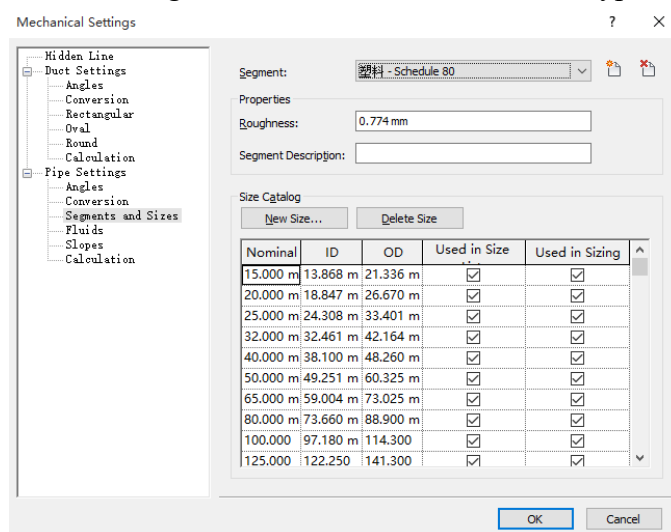 Mechanical Settings ? ×
Hidden Line
Duct Settings
Angles
Conversion
Rectangular
Oval
Round
Calculation
Pipe Settings
Angles
Conversion
Segments and Sizes
Fluids
Slopes
Calculation
Segment: 塑料 - Schedule 80
Properties
Roughness: 0.774 mm
Segment Description:
Size Catalog
New Size... Delete Size
Nominal ID OD Used in Size Used in Sizing
15.000 m 13.868 m 21.336 m
20.000 m 18.847 m 26.670 m
25.000 m 24.308 m 33.401 m
32.000 m 32.461 m 42.164 m
40.000 m 38.100 m 48.260 m
50.000 m 49.251 m 60.325 m
65.000 m 59.004 m 73.025 m
80.000 m 73.660 m 88.900 m
100.000 97.180 m 114.300
125.000 122.250 141.300
OK Cancel